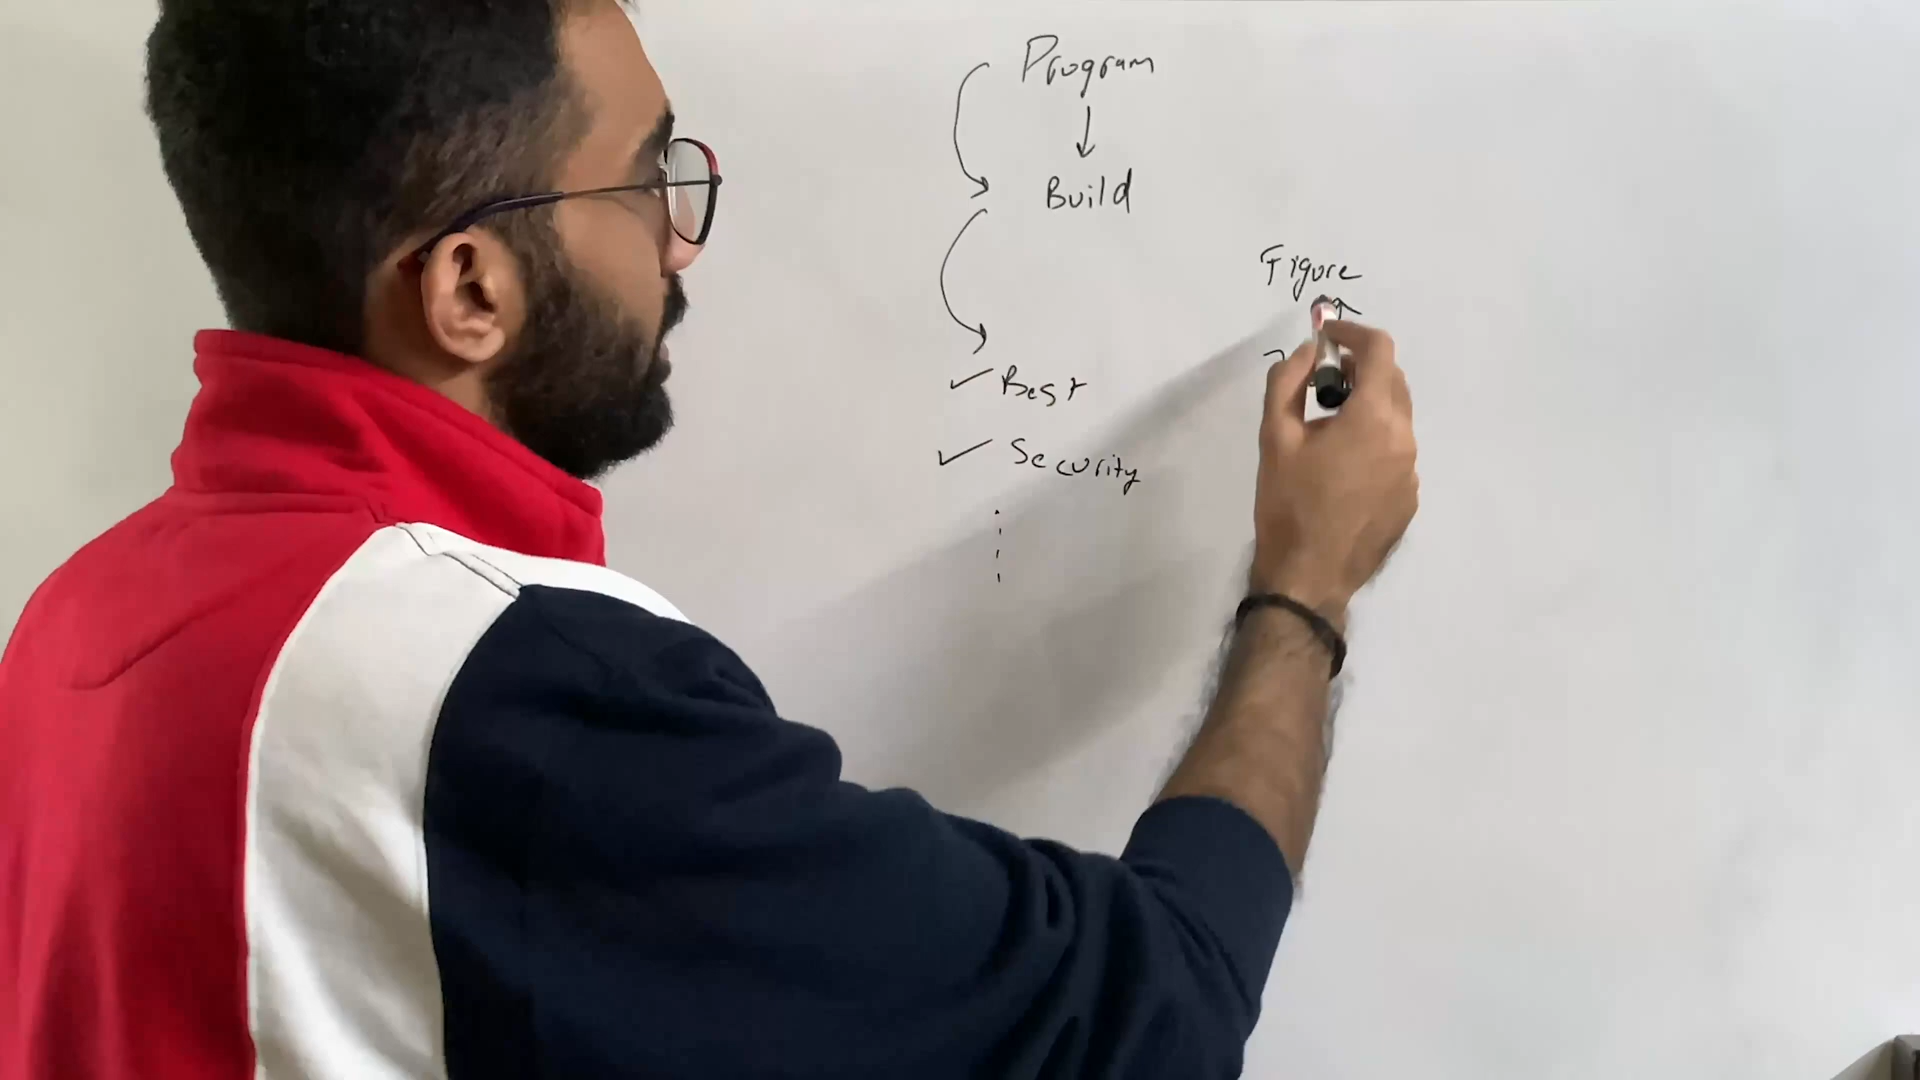 Program
Build
Figure
✓ Best
✓ Security